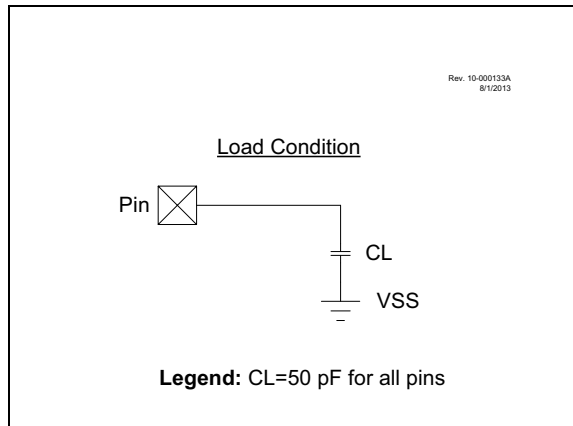 Rev. 10-000133A
8/1/2013
Load Condition
Pin
CL
VSS
Legend: CL=50 pF for all pins